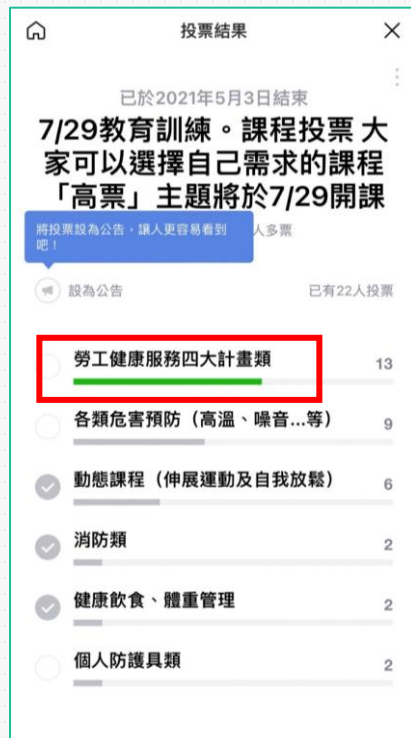 投票結果
已於2021年5月3日結束
7/29教育訓練。課程投票 大
家可以選擇自己需求的課程
「高票」主題將於7/29開課
將投票設為公告，讓人更容易看到
吧！
人多票
設為公告
已有22人投票
勞工健康服務四大計畫類 13
各類危害預防（高溫、噪音...等） 9
動態課程（伸展運動及自我放鬆） 6
消防類 2
健康飲食、體重管理 2
個人防護具類 2